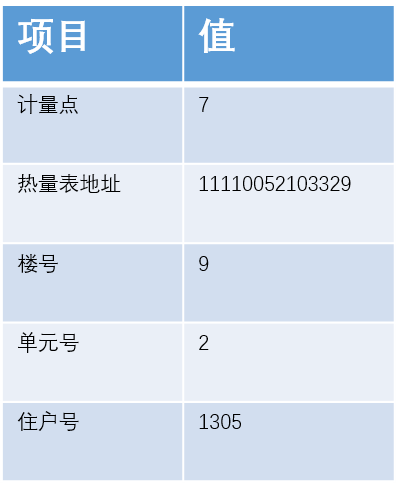 项目 值
计量点 7
热量表地址 11110052103329
楼号 9
单元号 2
住户号 1305